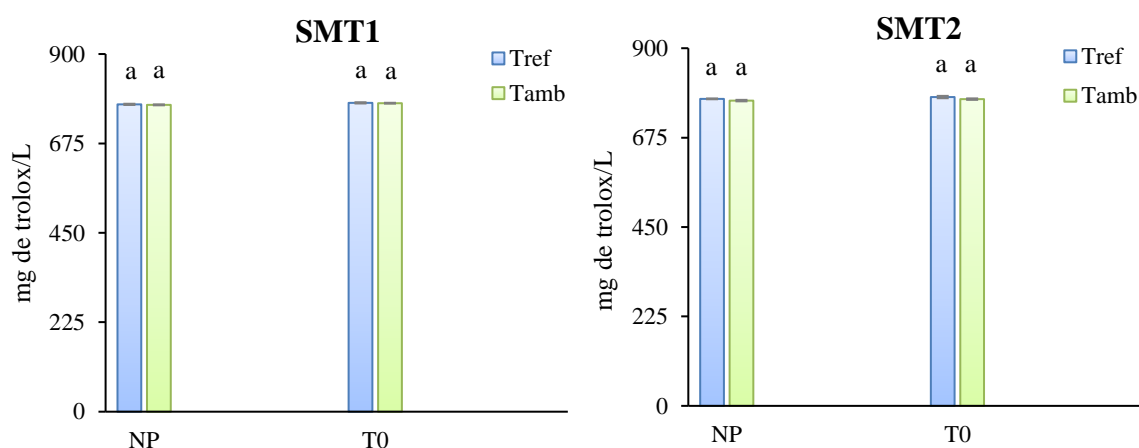 SMT1
900
675
450
225
0
mg de trolox/L
a a
a a
Tref
Tamb
NP
T0
SMT2
900
675
450
225
0
mg de trolox/L
a a
a a
Tref
Tamb
NP
T0